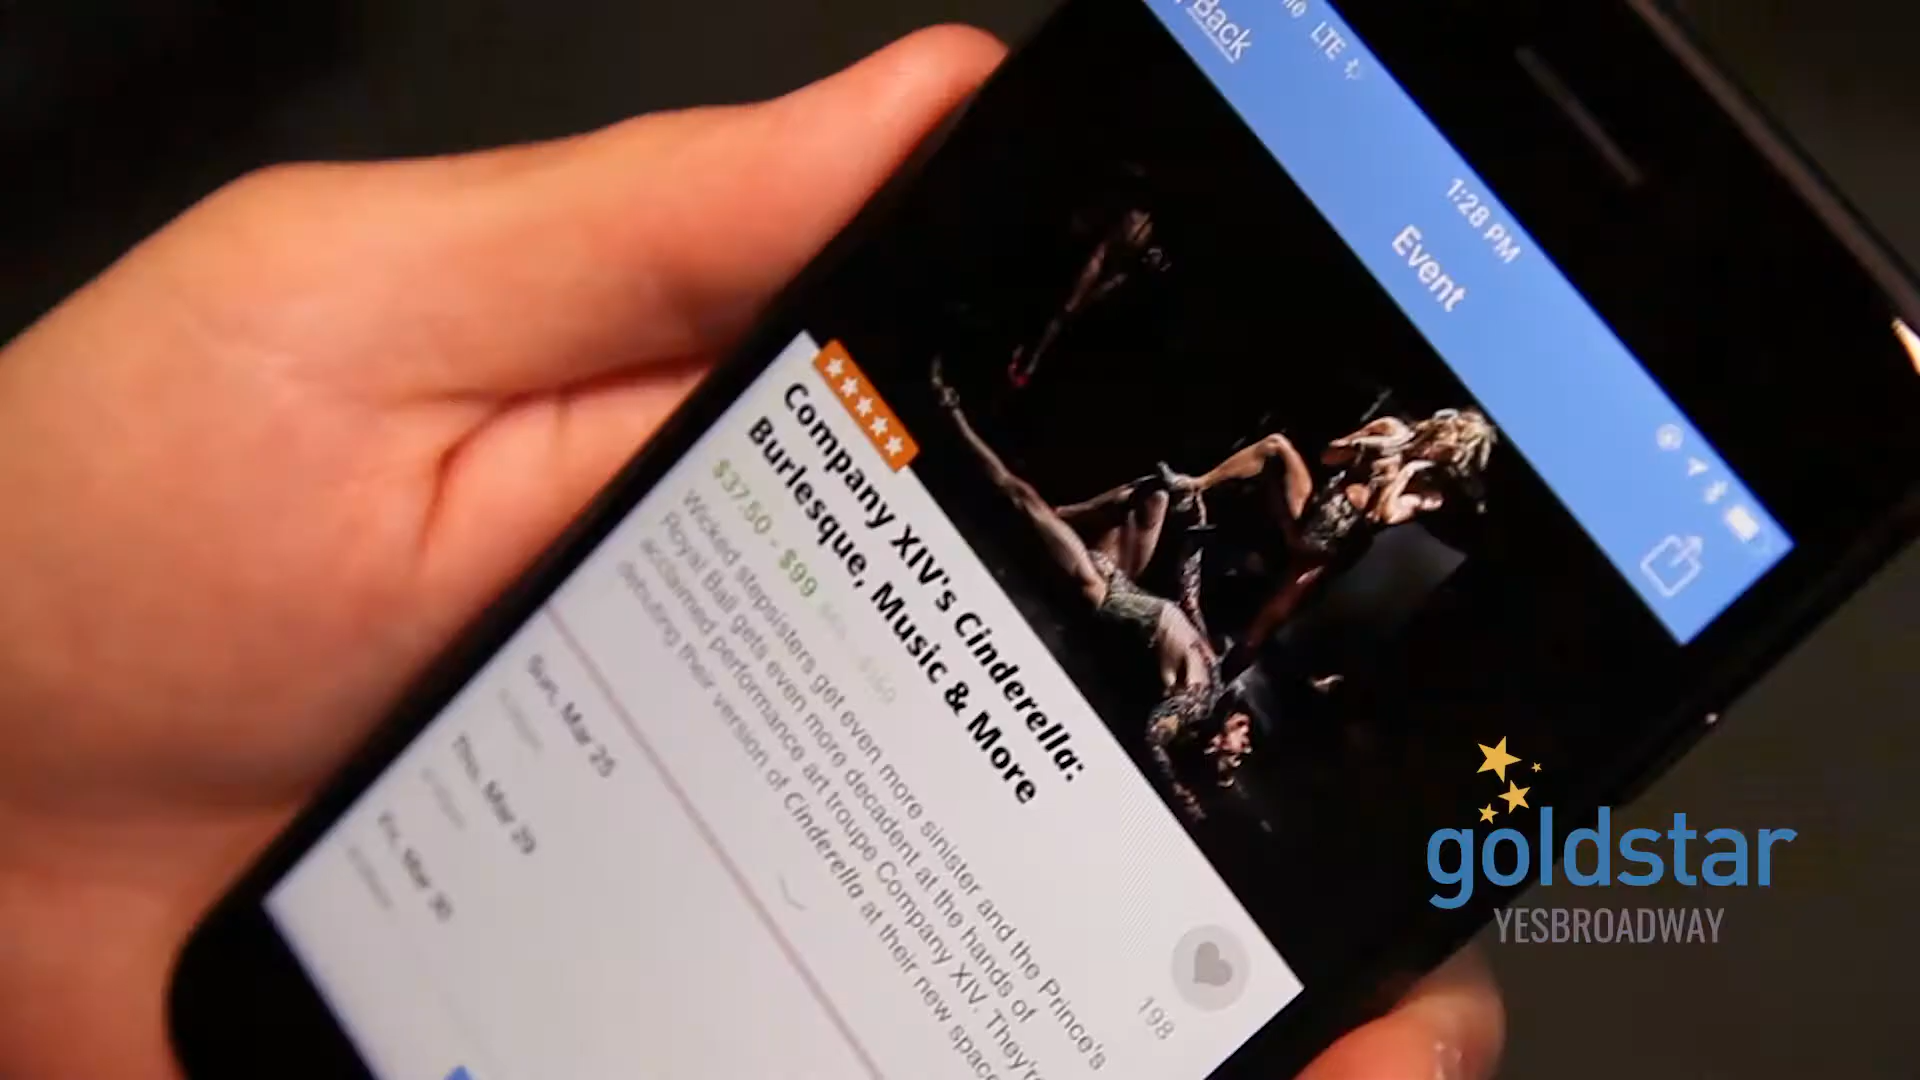 Back
LTE
1:28 PM
Event
Company XIV's Cinderella:
Burlesque, Music & More
$37.50 - $99
Wicked stepsisters get even more sinister and the Prince's
Royal Ball gets even more decadent at the hands of
acclaimed performance art troupe Company XIV. They're
debuting their version of Cinderella at their new space
198
Sun, Mar 25
Thu, Mar 29
Fri, Mar 30
goldstar
YESBROADWAY